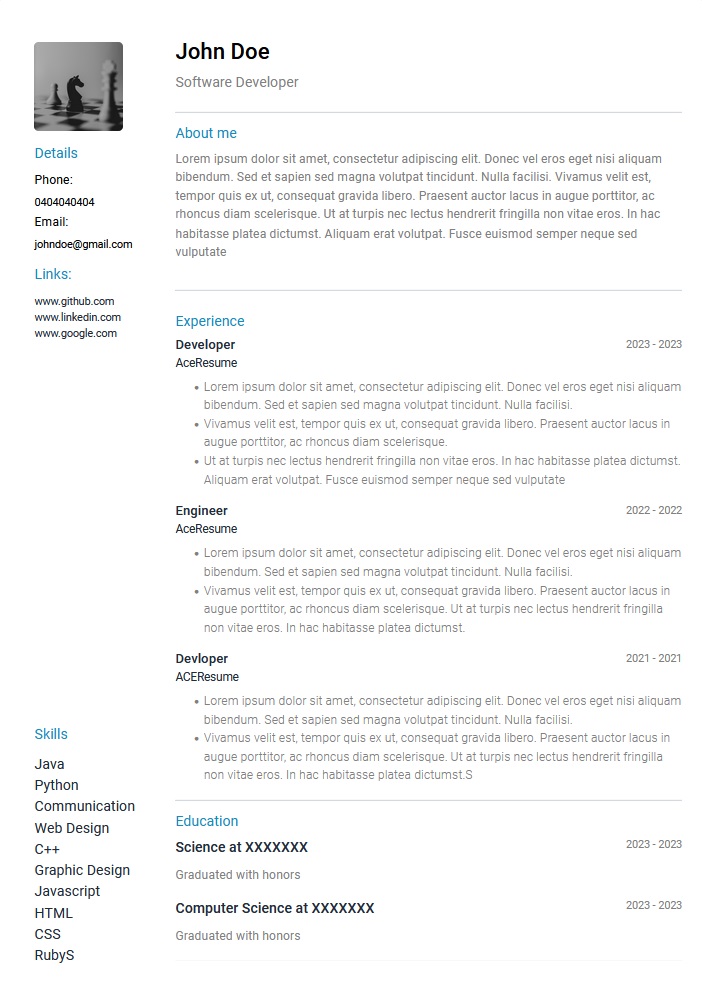 John Doe
Software Developer
Details
Phone:
0404040404
Email:
johndoe@gmail.com
Links:
www.github.com
www.linkedin.com
www.google.com
Skills
Java
Python
Communication
Web Design
C++
Graphic Design
Javascript
HTML
CSS
RubyS
About me
Lorem ipsum dolor sit amet, consectetur adipiscing elit. Donec vel eros eget nisi aliquam
bibendum. Sed et sapien sed magna volutpat tincidunt. Nulla facilisi. Vivamus velit est,
tempor quis ex ut, consequat gravida libero. Praesent auctor lacus in augue porttitor, ac
rhoncus diam scelerisque. Ut at turpis nec lectus hendrerit fringilla non vitae eros. In hac
habitasse platea dictumst. Aliquam erat volutpat. Fusce euismod semper neque sed
vulputate
Experience
Developer 2023 - 2023
AceResume
• Lorem ipsum dolor sit amet, consectetur adipiscing elit. Donec vel eros eget nisi aliquam
bibendum. Sed et sapien sed magna volutpat tincidunt. Nulla facilisi.
• Vivamus velit est, tempor quis ex ut, consequat gravida libero. Praesent auctor lacus in
augue porttitor, ac rhoncus diam scelerisque.
• Ut at turpis nec lectus hendrerit fringilla non vitae eros. In hac habitasse platea dictumst.
Aliquam erat volutpat. Fusce euismod semper neque sed vulputate
Engineer 2022 - 2022
AceResume
• Lorem ipsum dolor sit amet, consectetur adipiscing elit. Donec vel eros eget nisi aliquam
bibendum. Sed et sapien sed magna volutpat tincidunt. Nulla facilisi.
• Vivamus velit est, tempor quis ex ut, consequat gravida libero. Praesent auctor lacus in
augue porttitor, ac rhoncus diam scelerisque. Ut at turpis nec lectus hendrerit fringilla
non vitae eros. In hac habitasse platea dictumst.
Devloper 2021 - 2021
ACEResume
• Lorem ipsum dolor sit amet, consectetur adipiscing elit. Donec vel eros eget nisi aliquam
bibendum. Sed et sapien sed magna volutpat tincidunt. Nulla facilisi.
• Vivamus velit est, tempor quis ex ut, consequat gravida libero. Praesent auctor lacus in
augue porttitor, ac rhoncus diam scelerisque. Ut at turpis nec lectus hendrerit fringilla
non vitae eros. In hac habitasse platea dictumst.S
Education
Science at XXXXXXX 2023 - 2023
Graduated with honors
Computer Science at XXXXXXX 2023 - 2023
Graduated with honors